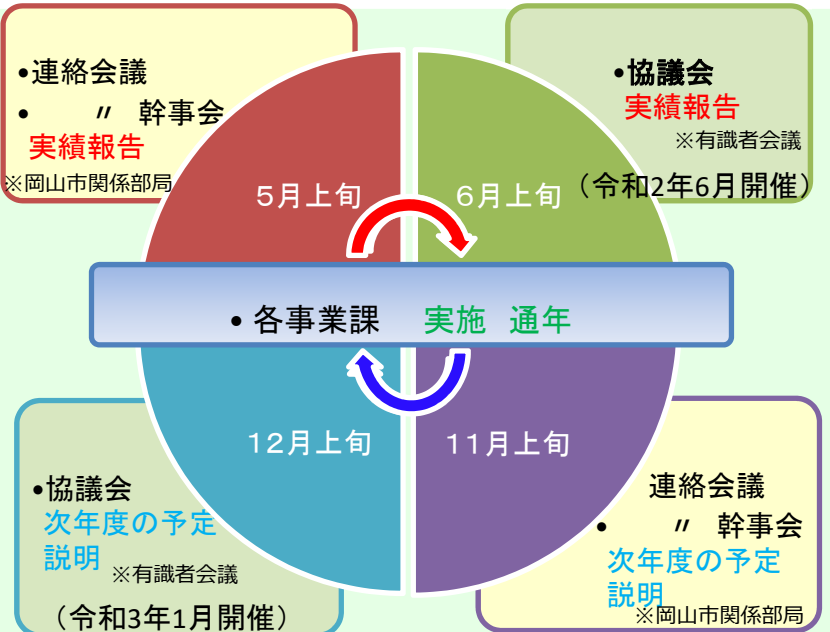 •連絡会議
• 〃 幹事会
実績報告
※岡山市関係部局
•協議会
実績報告
※有識者会議
（令和2年6月開催）
5月上旬
6月上旬
• 各事業課 実施 通年
12月上旬
11月上旬
•協議会
次年度の予定
説明
※有識者会議
（令和3年1月開催）
連絡会議
• 〃 幹事会
次年度の予定
説明
※岡山市関係部局